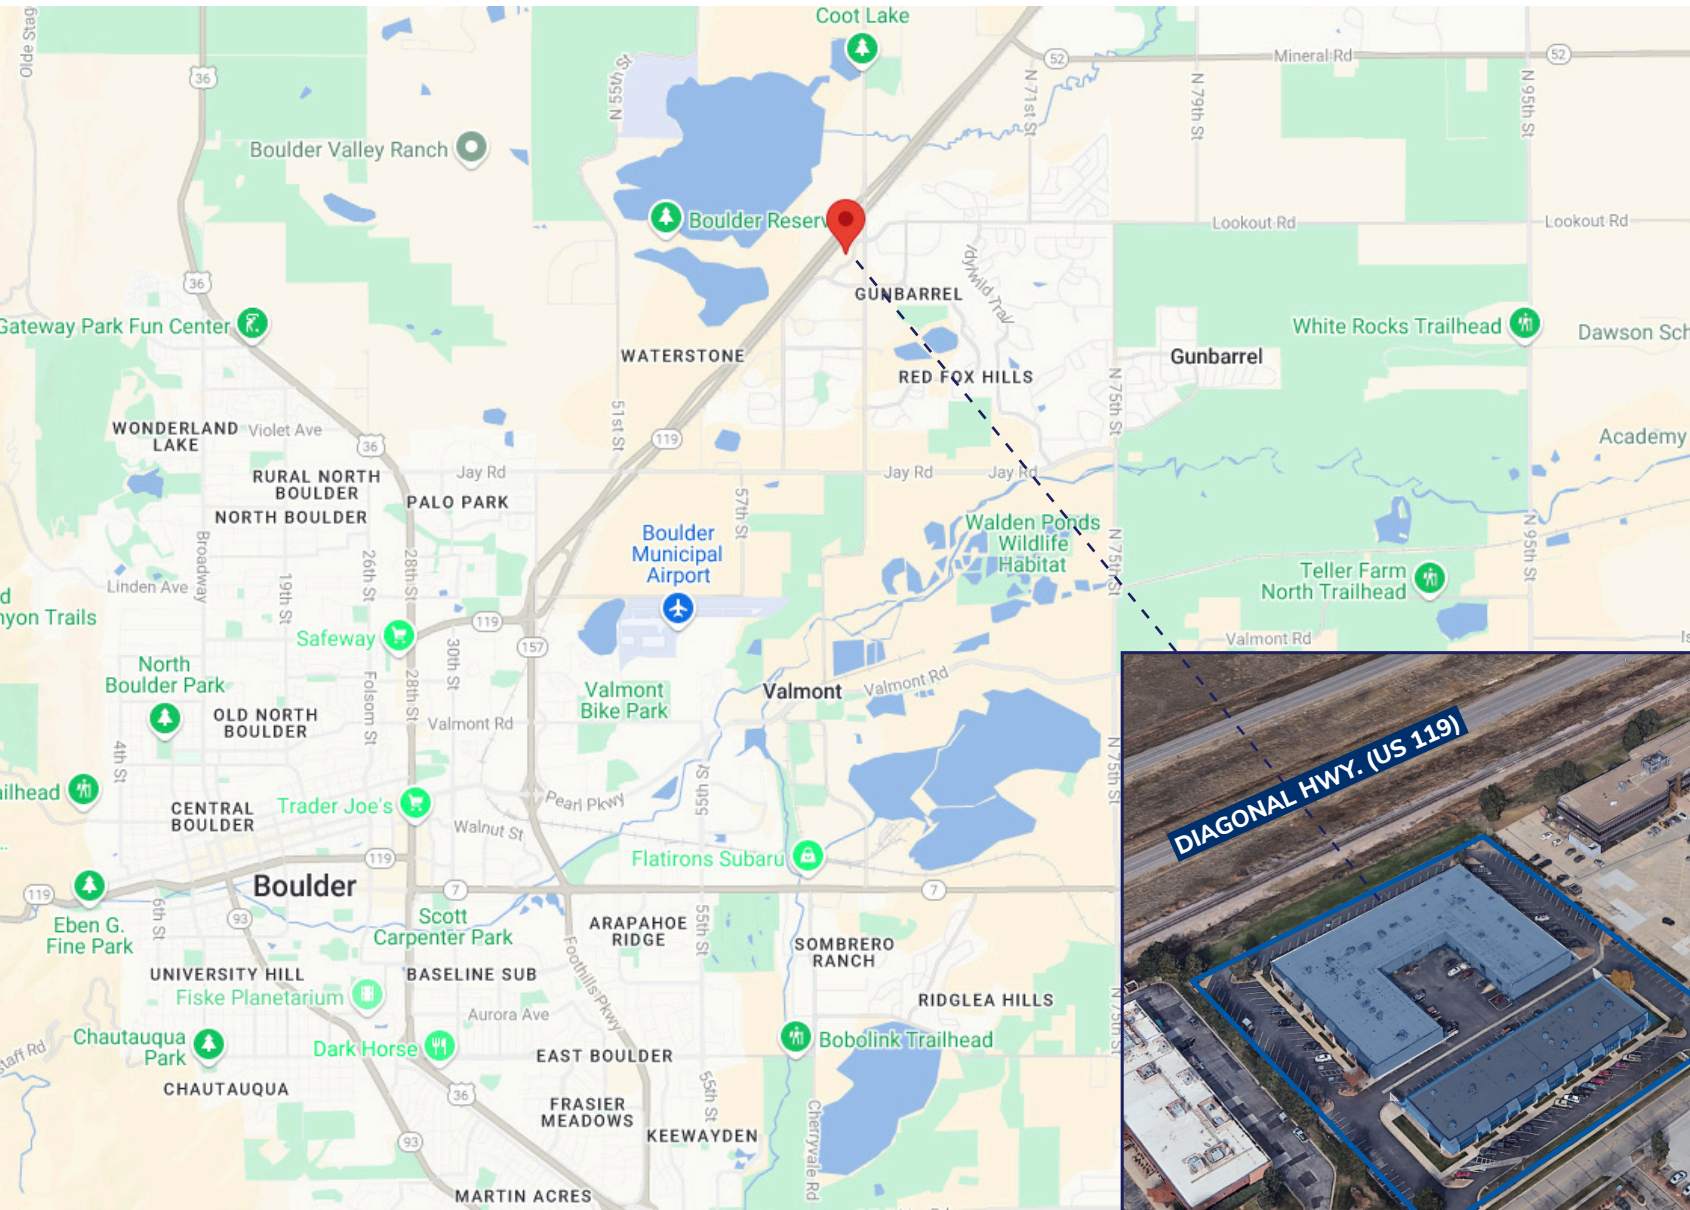 Coot Lake
Olde Stag
36
N 55th St
52
Mineral Rd
52
N 71st St
N 79th St
N 95th St
Boulder Valley Ranch
Boulder Reserv
Lookout Rd
Lookout Rd
36
Idylwild Trail
GUNBARREL
Gateway Park Fun Center
White Rocks Trailhead
Dawson Sch
WATERSTONE
Gunbarrel
RED FOX HILLS
N 75th St
51st St
WONDERLAND
LAKE
Violet Ave
36
119
Academy
Jay Rd
Jay Rd
Jay Rd
RURAL NORTH
BOULDER
PALO PARK
NORTH BOULDER
57th St
Boulder
Municipal
Airport
Walden Ponds
Wildlife
Habitat
N 75th St
N 95th St
Broadway
26th St
28th St
19th St
Linden Ave
Teller Farm
North Trailhead
d
nyon Trails
119
Safeway
30th St
157
Valmont Rd
Is
North
Boulder Park
Folsom St
28th St
Valmont
Bike Park
Valmont
Valmont Rd
OLD NORTH
BOULDER
Valmont Rd
4th St
55th St
N 75th St
DIAGONAL HWY. (US 119)
ailhead
CENTRAL
BOULDER
Trader Joe's
Pearl Pkwy
Walnut St
119
Flatirons Subaru
Boulder
119
7
7
93
Eben G.
Fine Park
6th St
Scott
Carpenter Park
ARAPAHOE
RIDGE
55th St
SOMBRERO
RANCH
UNIVERSITY HILL
BASELINE SUB
Foothills Pkwy
Fiske Planetarium
RIDGLEA HILLS
N 75th St
Aurora Ave
Chautauqua
Park
Dark Horse
Bobolink Trailhead
staff Rd
EAST BOULDER
CHAUTAUQUA
36
55th St
FRASIER
MEADOWS
KEEWAYDEN
Cherryvale Rd
93
MARTIN ACRES